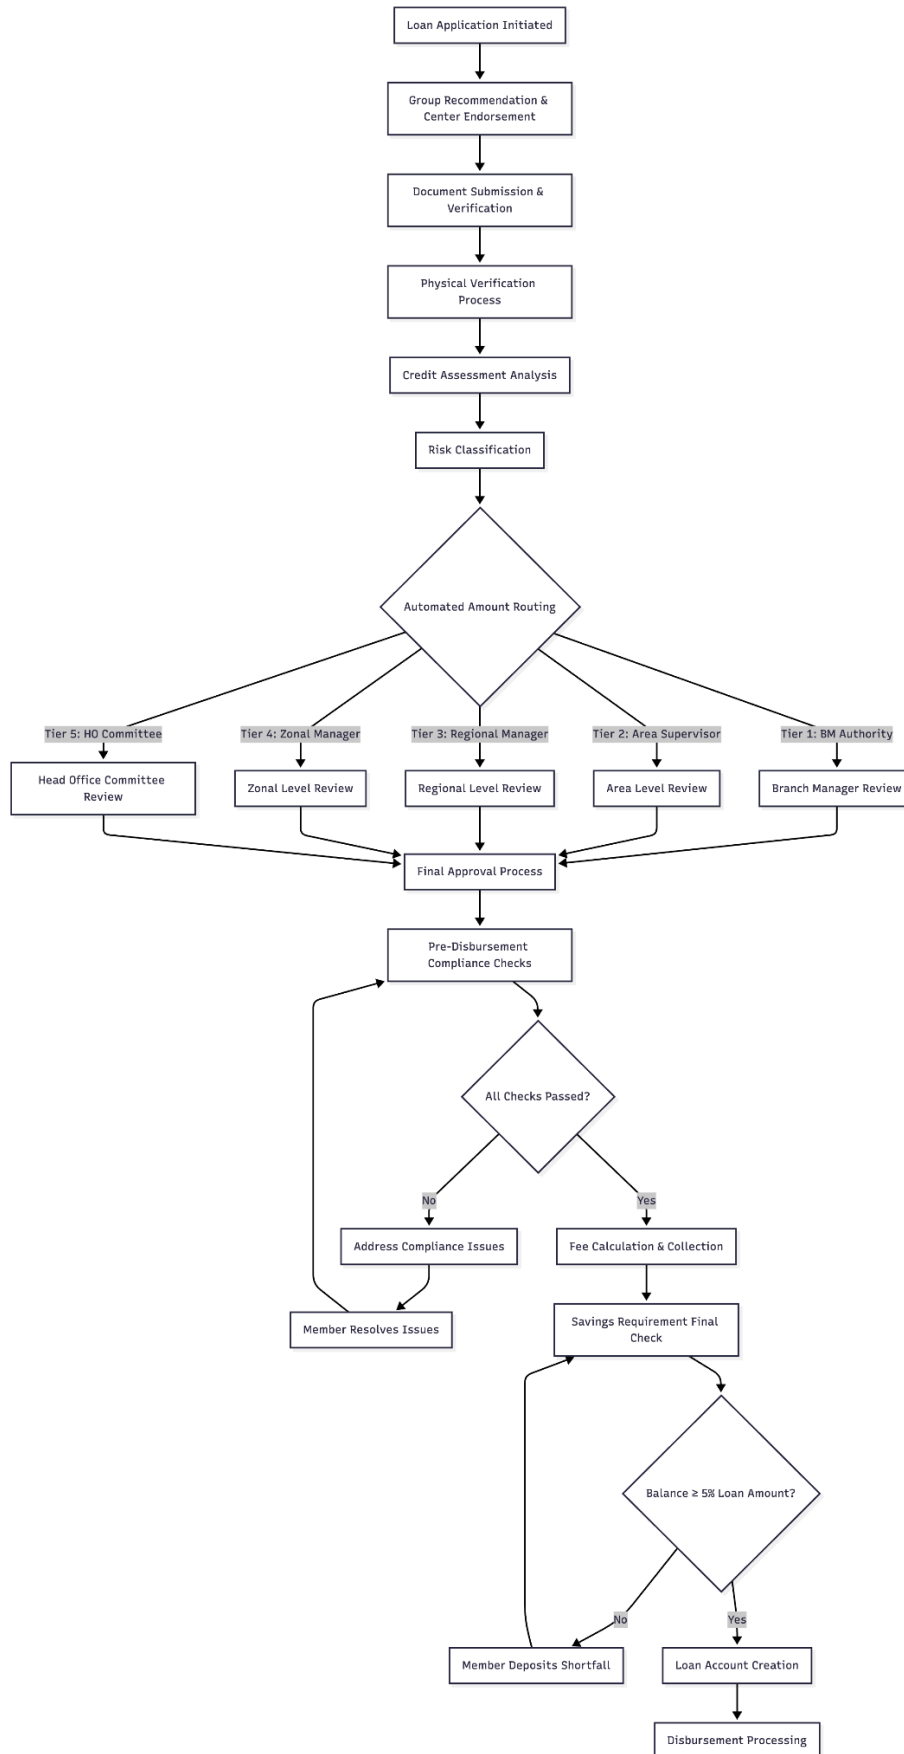 Loan Application Initiated
Group Recommendation &
Center Endorsement
Document Submission &
Verification
Physical Verification
Process
Credit Assessment Analysis
Risk Classification
Automated Amount Routing
Tier 5: HO Committee
Tier 4: Zonal Manager
Tier 3: Regional Manager
Tier 2: Area Supervisor
Tier 1: BM Authority
Head Office Committee
Review
Zonal Level Review
Regional Level Review
Area Level Review
Branch Manager Review
Final Approval Process
Pre-Disbursement
Compliance Checks
All Checks Passed?
No
Yes
Address Compliance Issues
Fee Calculation & Collection
Member Resolves Issues
Savings Requirement Final
Check
Balance ≥ 5% Loan Amount?
No
Yes
Member Deposits Shortfall
Loan Account Creation
Disbursement Processing